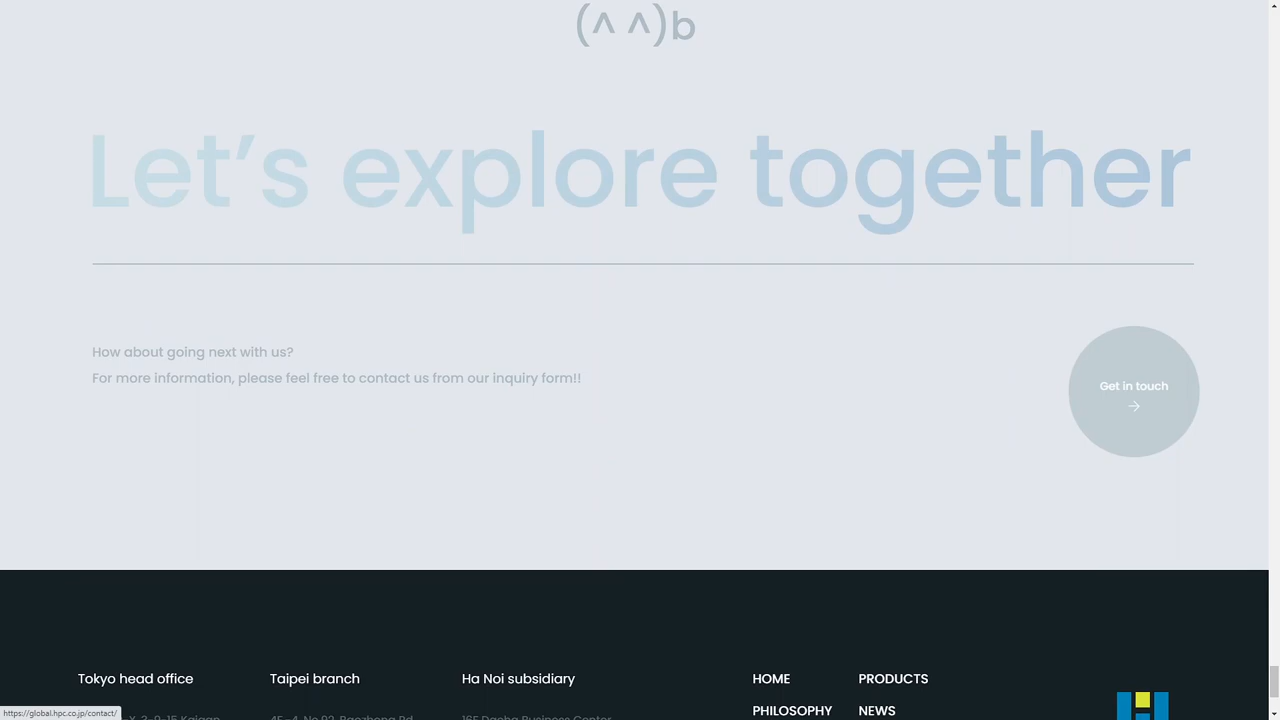 (^ ^)b
Let’s explore together
How about going next with us?
For more information, please feel free to contact us from our inquiry form!!
Get in touch
Tokyo head office
Taipei branch
Ha Noi subsidiary
HOME
PRODUCTS
PHILOSOPHY
NEWS
https://global.hpc.co.jp/contact/